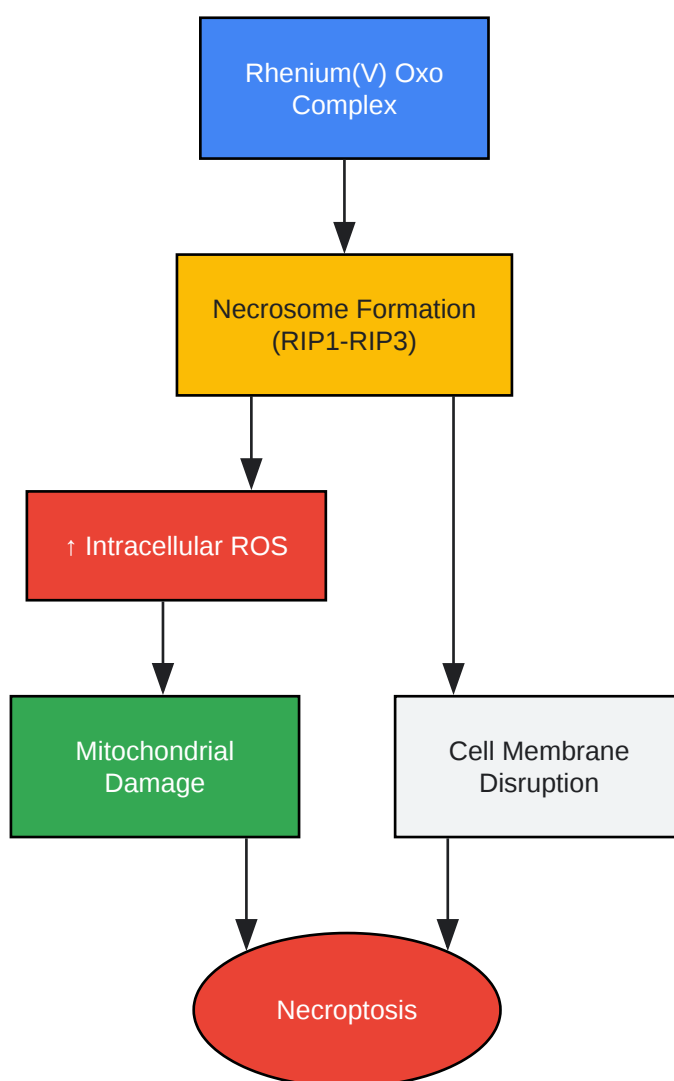 Rhenium(V) Oxo
Complex
Necrosome Formation
(RIP1-RIP3)
↑ Intracellular ROS
Mitochondrial
Damage
Cell Membrane
Disruption
Necroptosis